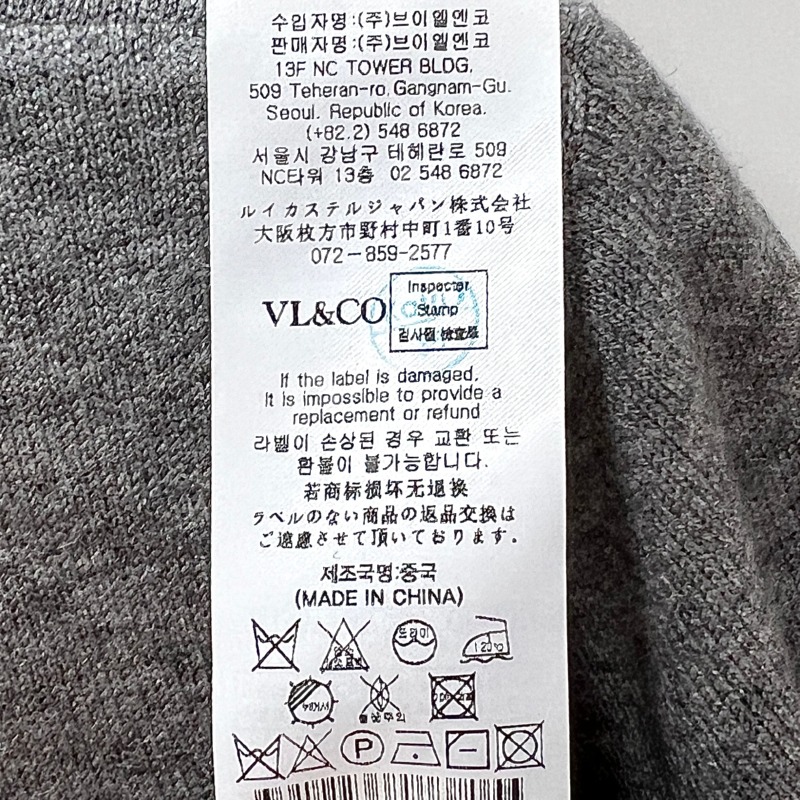 수입자명:(주)브이엘엔코
판매자명:(주)브이엘엔코
13F NC TOWER BLDG,
509 Teheran-ro, Gangnam-Gu.
Seoul. Republic of Korea.
(+82.2) 548 6872
서울시 강남구 테헤란로 509
NC타워 13층 02 548 6872
ルイカステルジャパン株式会社
大阪枚方市野村中町1番10号
072-859-2577
VL&CO
Inspecter
Stamp
검사필
If the label is damaged,
It is impossible to provide a
replacement or refund
라벨이 손상된 경우 교환 또는
환불이 불가능합니다.
若商标损坏无退换
ラベルのない商品の返品交換は
ご遠慮させて頂いております.
제조국명:중국
(MADE IN CHINA)
드라이
120℃
P